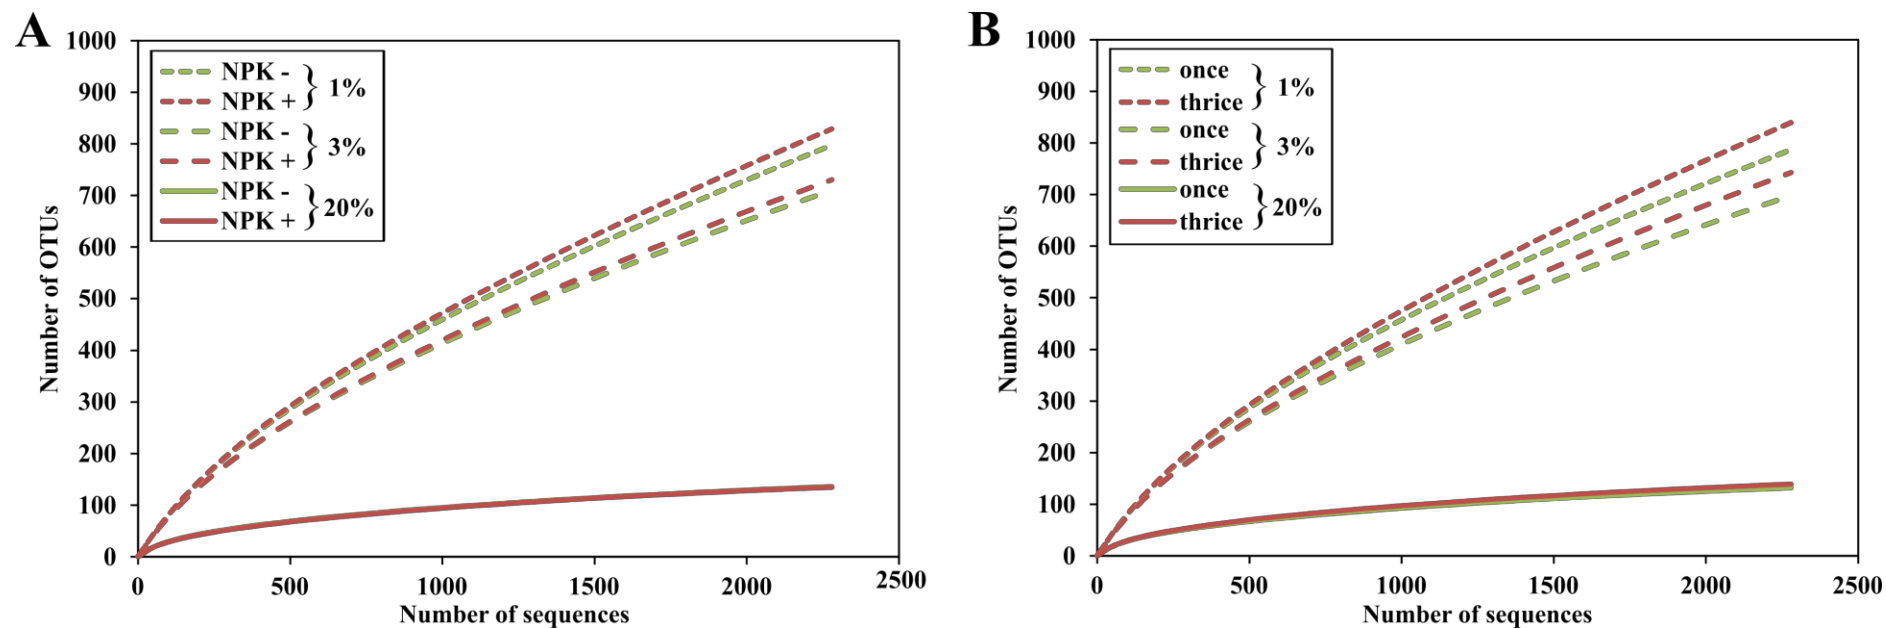 A
1000
900
800
700
600
500
400
300
200
100
0
Number of OTUs
NPK -
NPK +
} 1%
NPK -
NPK +
} 3%
NPK -
NPK +
} 20%
0 500 1000 1500 2000 2500
Number of sequences
B
1000
900
800
700
600
500
400
300
200
100
0
Number of OTUs
once
thrice
} 1%
once
thrice
} 3%
once
thrice
} 20%
0 500 1000 1500 2000 2500
Number of sequences